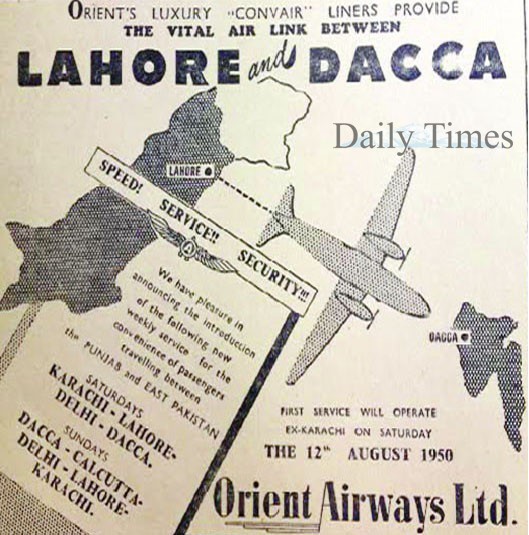 ORIENT'S LUXURY "CONVAIR" LINERS PROVIDE
THE VITAL AIR LINK BETWEEN
LAHORE and DACCA
Daily Times
LAHORE
SPEED! SERVICE!! SECURITY!!!
DACCA
We have pleasure in
announcing the introduction
of the following new
weekly service for the
convenience of passengers
travelling between
the PUNJAB and EAST PAKISTAN
SATURDAYS
KARACHI - LAHORE-
DELHI - DACCA.
SUNDAYS
DACCA - CALCUTTA-
DELHI - LAHORE-
KARACHI.
FIRST SERVICE WILL OPERATE
EX-KARACHI ON SATURDAY
THE 12th AUGUST 1950
Orient Airways Ltd.